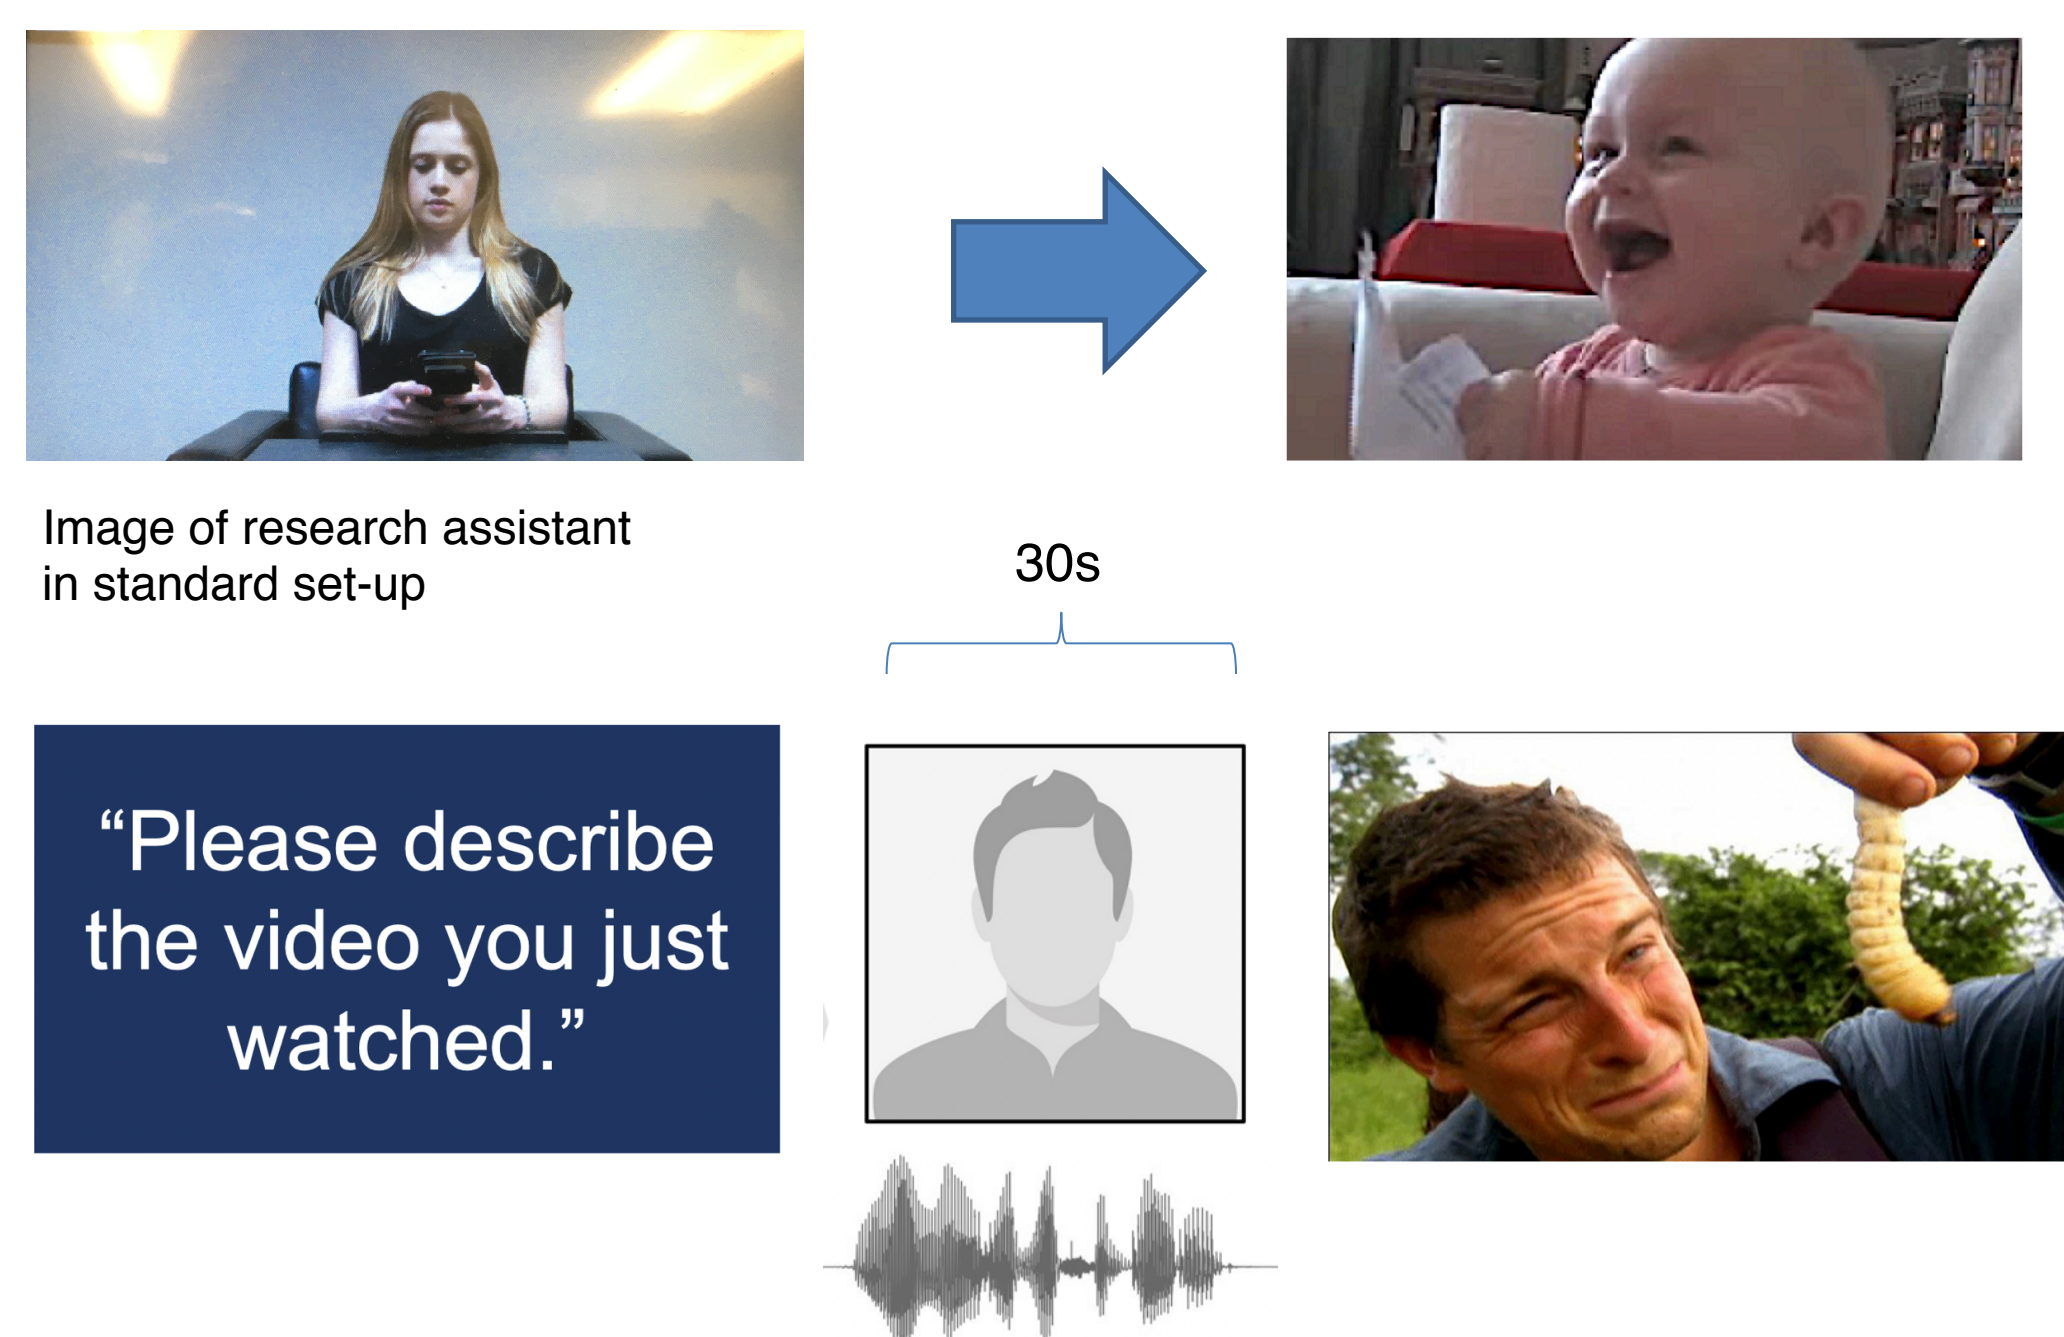 Image of research assistant
in standard set-up
30s
“Please describe
the video you just
watched.”